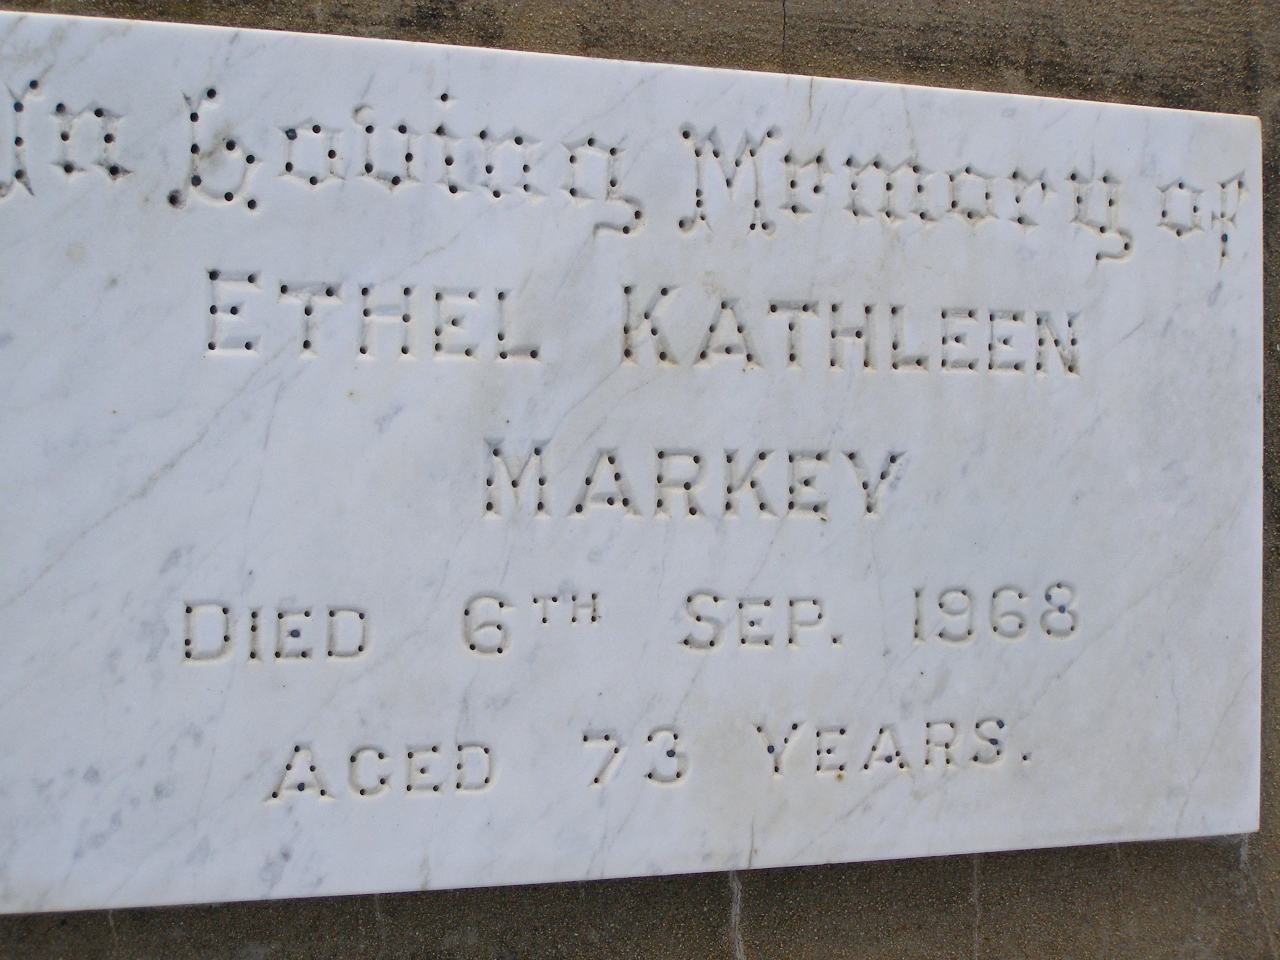 In Loving Memory of
ETHEL KATHLEEN
MARKEY
DIED 6TH SEP. 1968
AGED 73 YEARS.